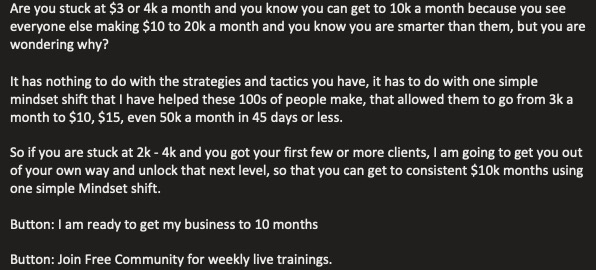 Are you stuck at $3 or 4k a month and you know you can get to 10k a month because you see
everyone else making $10 to 20k a month and you know you are smarter than them, but you are
wondering why?
It has nothing to do with the strategies and tactics you have, it has to do with one simple
mindset shift that I have helped these 100s of people make, that allowed them to go from 3k a
month to $10, $15, even 50k a month in 45 days or less.
So if you are stuck at 2k - 4k and you got your first few or more clients, I am going to get you out
of your own way and unlock that next level, so that you can get to consistent $10k months using
one simple Mindset shift.
Button: I am ready to get my business to 10 months
Button: Join Free Community for weekly live trainings.